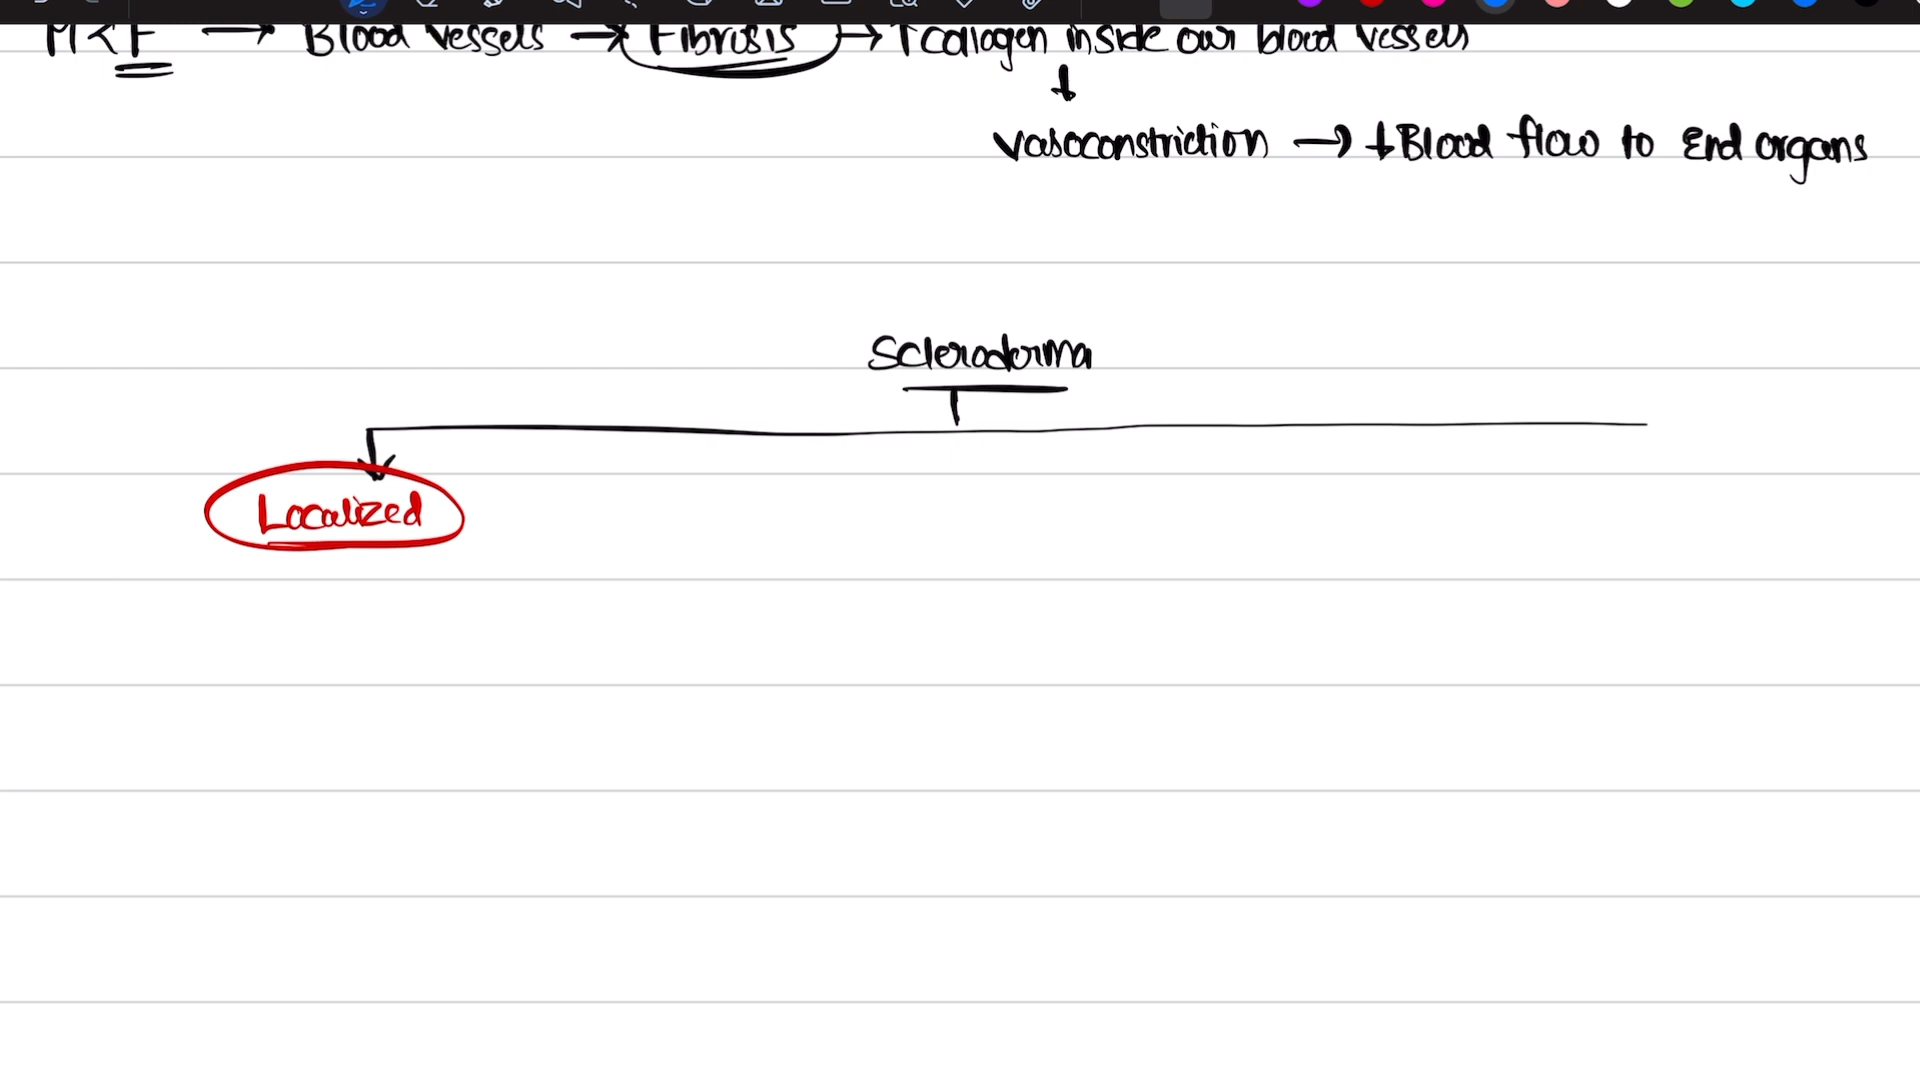 → Blood vessels → Fibrosis → ↑ collagen inside our blood vessels
↓
vasoconstriction → ↓Blood flow to End organs
Scleroderma
Localized